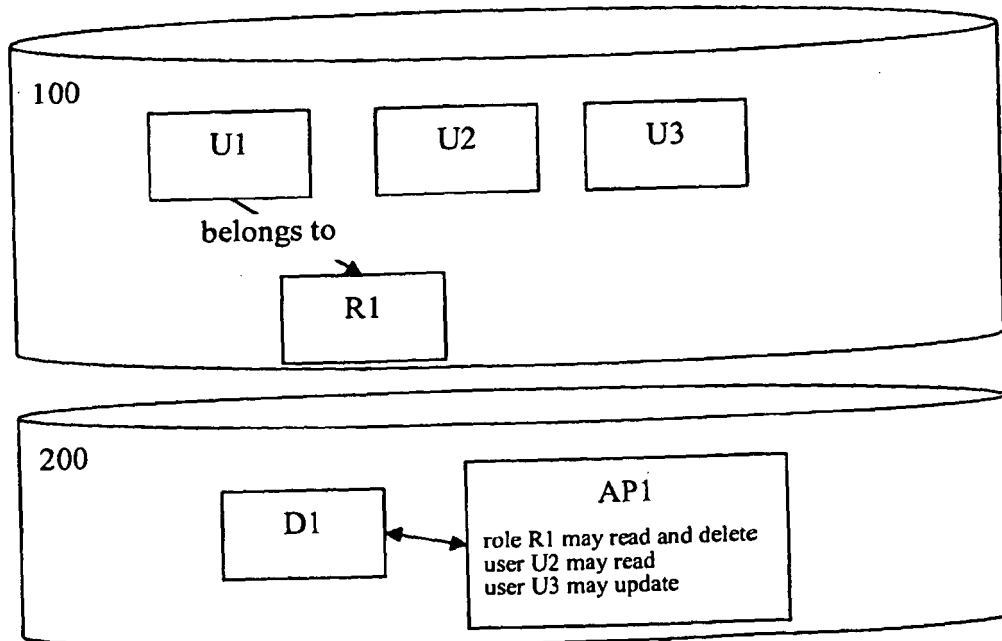 100
U1
U2
U3
belongs to
R1
200
D1
AP1
role R1 may read and delete
user U2 may read
user U3 may update